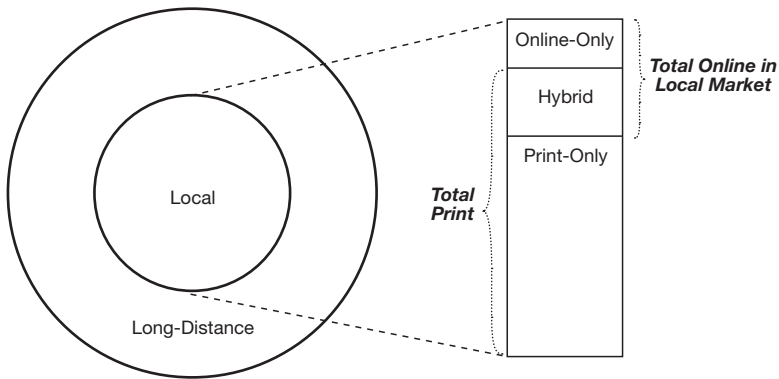 Online-Only
Total Online in
Local Market
Hybrid
Print-Only
Total
Print
Local
Long-Distance